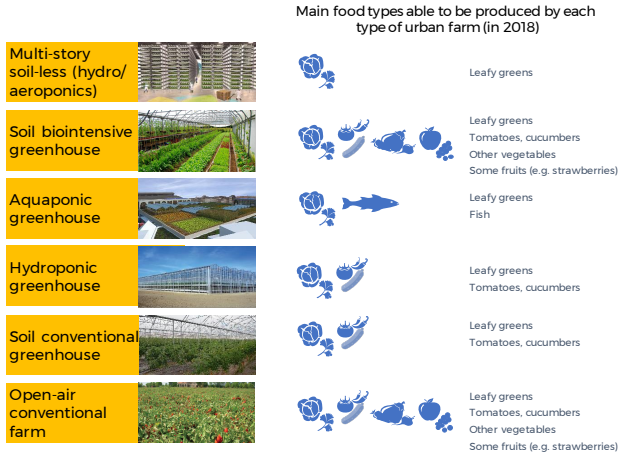 Main food types able to be produced by each
type of urban farm (in 2018)
Multi-story
soil-less (hydro/
aeroponics)
Leafy greens
Soil biointensive
greenhouse
Leafy greens
Tomatoes, cucumbers
Other vegetables
Some fruits (e.g. strawberries)
Aquaponic
greenhouse
Leafy greens
Fish
Hydroponic
greenhouse
Leafy greens
Tomatoes, cucumbers
Soil conventional
greenhouse
Leafy greens
Tomatoes, cucumbers
Open-air
conventional
farm
Leafy greens
Tomatoes, cucumbers
Other vegetables
Some fruits (e.g. strawberries)